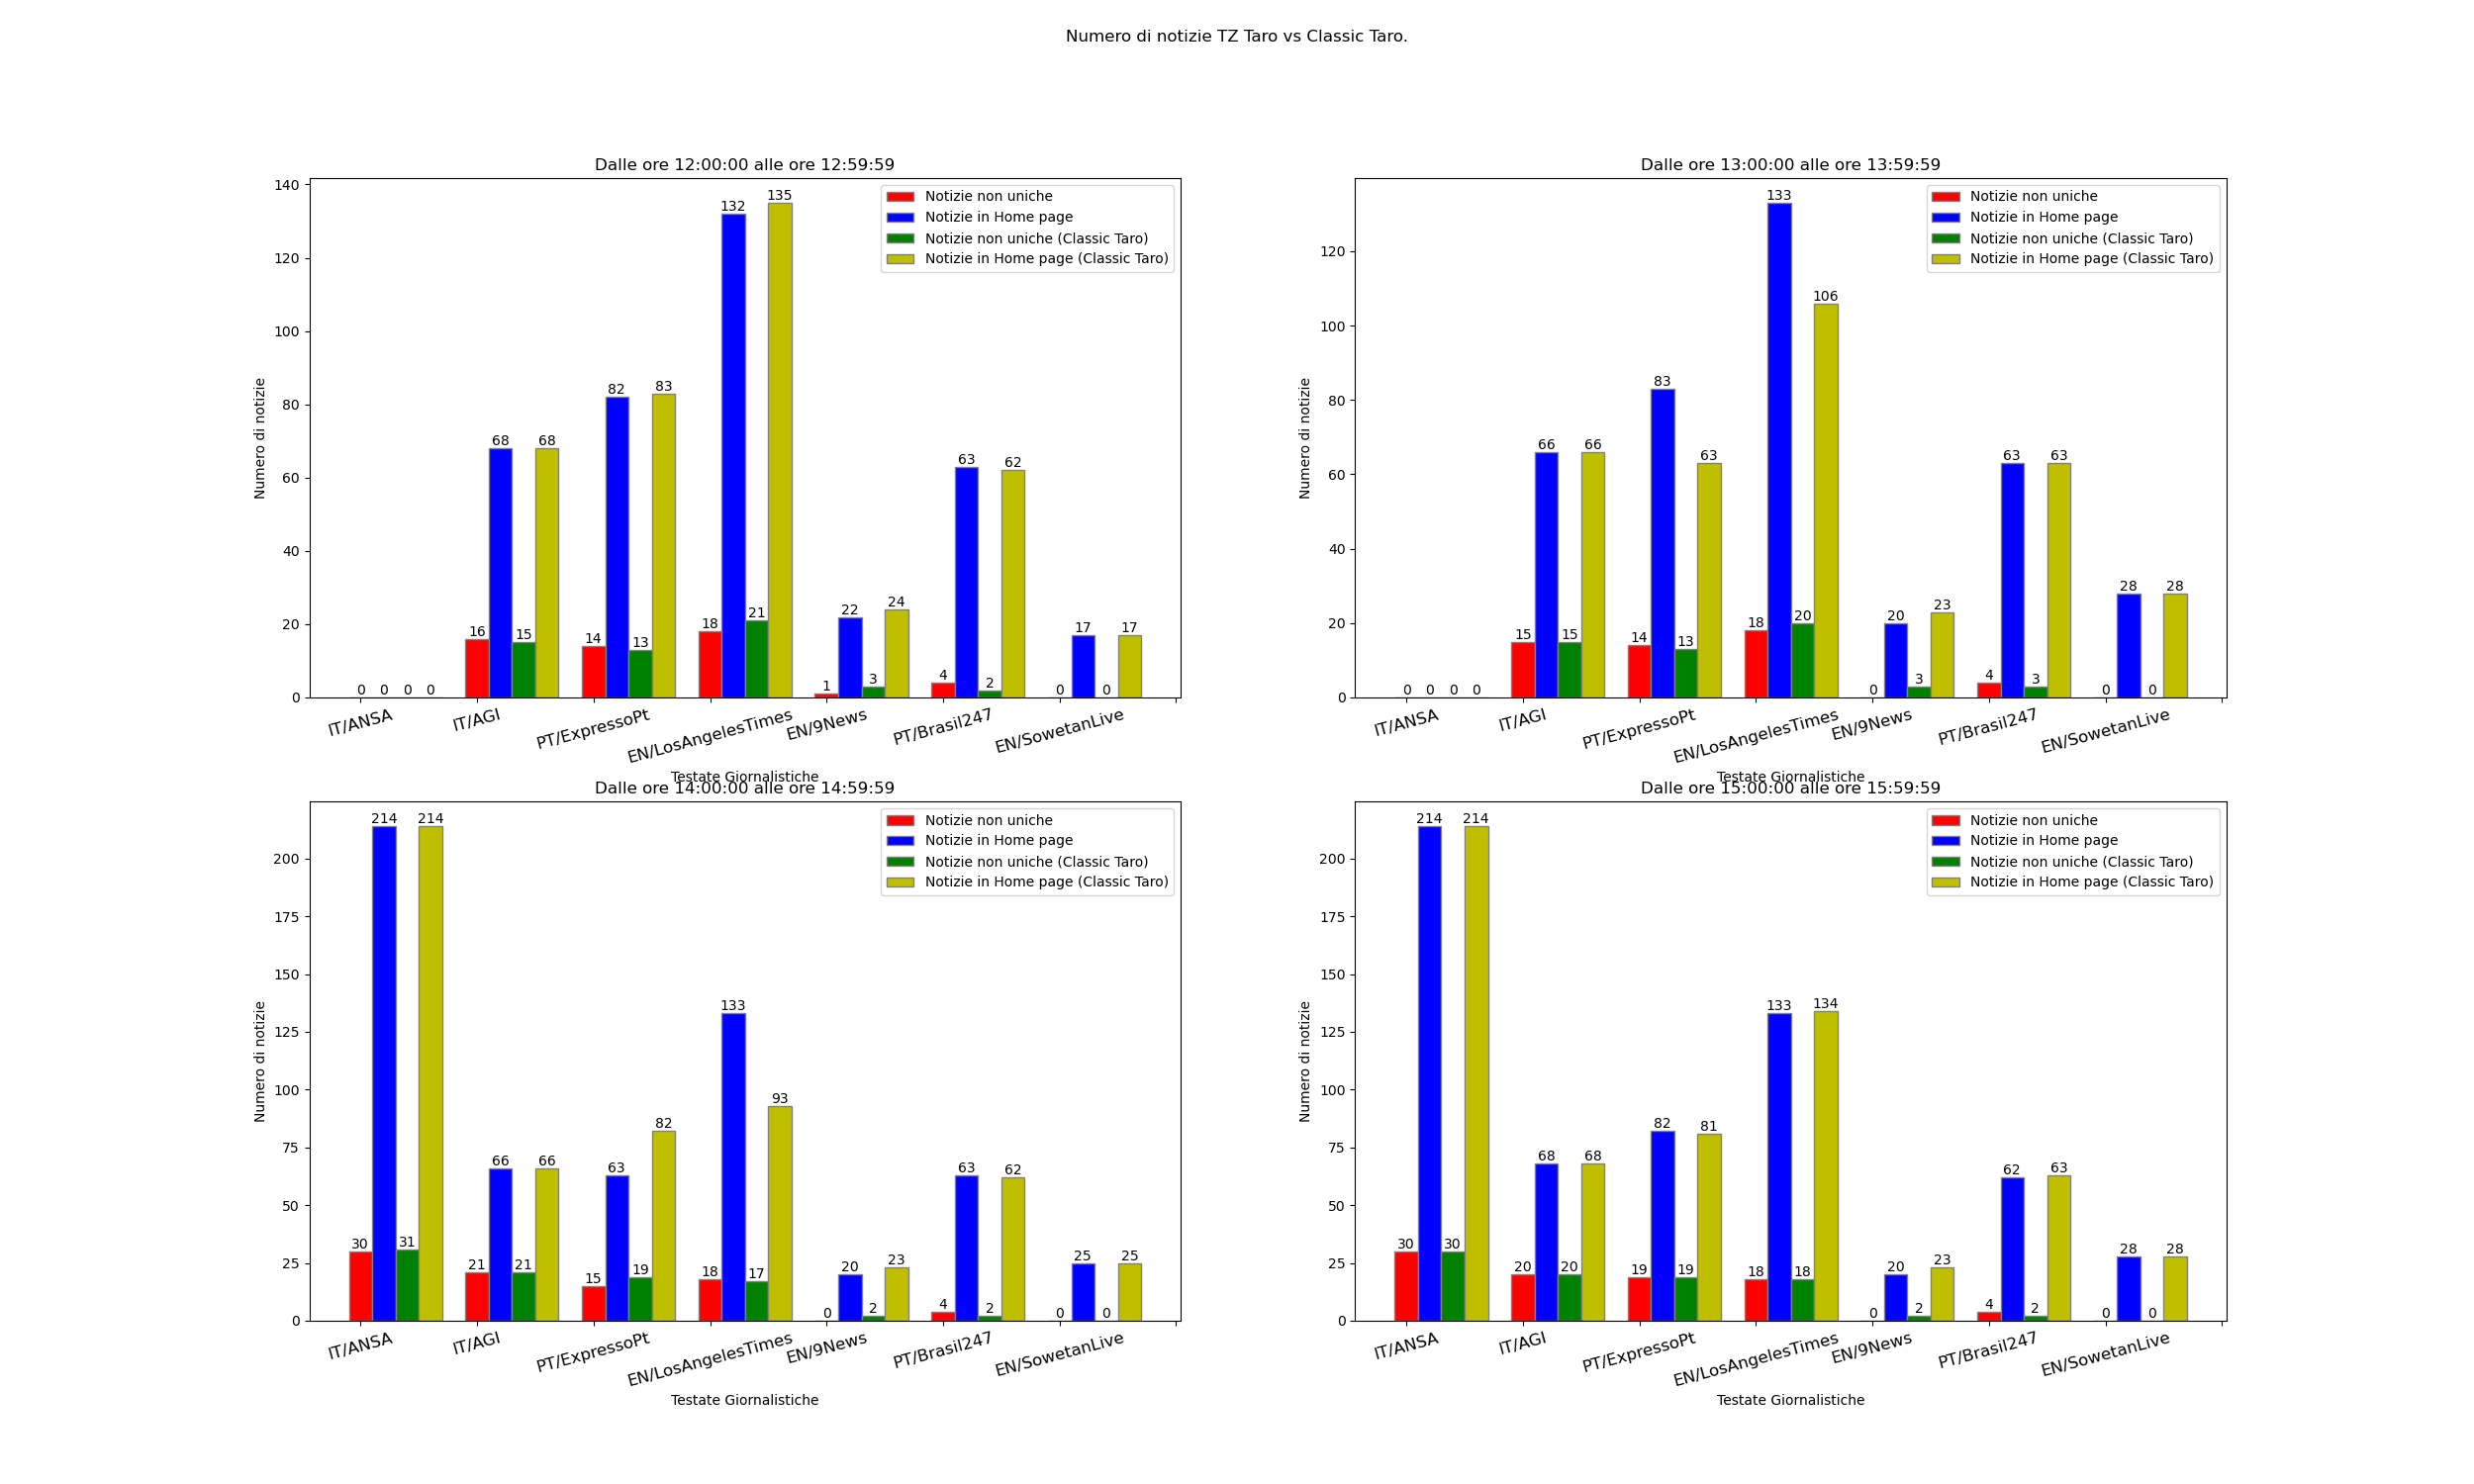 Numero di notizie TZ Taro vs Classic Taro.
Dalle ore 12:00:00 alle ore 12:59:59
Numero di notizie
140
120
100
80
60
40
20
0
Notizie non uniche
Notizie in Home page
Notizie non uniche (Classic Taro)
Notizie in Home page (Classic Taro)
0 0 0 0
16 68 15 68
14 82 13 83
18 132 21 135
1 22 3 24
4 63 2 62
0 17 0 17
IT/ANSA IT/AGI PT/ExpressoPt EN/LosAngelesTimes EN/9News PT/Brasil247 EN/SowetanLive
Testate Giornalistiche
Dalle ore 13:00:00 alle ore 13:59:59
Numero di notizie
120
100
80
60
40
20
0
Notizie non uniche
Notizie in Home page
Notizie non uniche (Classic Taro)
Notizie in Home page (Classic Taro)
0 0 0 0
15 66 15 66
14 83 13 63
18 133 20 106
0 20 3 23
4 63 3 63
0 28 0 28
IT/ANSA IT/AGI PT/ExpressoPt EN/LosAngelesTimes EN/9News PT/Brasil247 EN/SowetanLive
Testate Giornalistiche
Dalle ore 14:00:00 alle ore 14:59:59
Numero di notizie
200
175
150
125
100
75
50
25
0
Notizie non uniche
Notizie in Home page
Notizie non uniche (Classic Taro)
Notizie in Home page (Classic Taro)
30 214 31 214
21 66 21 66
15 63 19 82
18 133 17 93
0 20 2 23
4 63 2 62
0 25 0 25
IT/ANSA IT/AGI PT/ExpressoPt EN/LosAngelesTimes EN/9News PT/Brasil247 EN/SowetanLive
Testate Giornalistiche
Dalle ore 15:00:00 alle ore 15:59:59
Numero di notizie
200
175
150
125
100
75
50
25
0
Notizie non uniche
Notizie in Home page
Notizie non uniche (Classic Taro)
Notizie in Home page (Classic Taro)
30 214 30 214
20 68 20 68
19 82 19 81
18 133 18 134
0 20 2 23
4 62 2 63
0 28 0 28
IT/ANSA IT/AGI PT/ExpressoPt EN/LosAngelesTimes EN/9News PT/Brasil247 EN/SowetanLive
Testate Giornalistiche